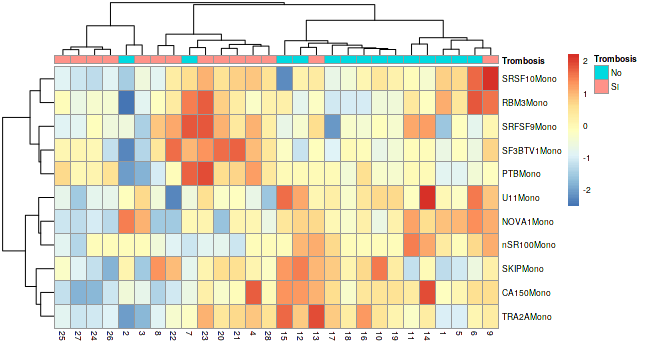 Trombosis
Trombosis
No
SI
2
1
0
-1
-2
SRSF10Mono
RBM3Mono
SRFSF9Mono
SF3BTV1Mono
PTBMono
U11Mono
NOVA1Mono
nSR100Mono
SKIPMono
CA150Mono
TRA2AMono
25 27 24 26 2 3 8 22 7 23 20 21 4 28 15 12 13 17 18 16 10 19 11 14 1 5 6 9